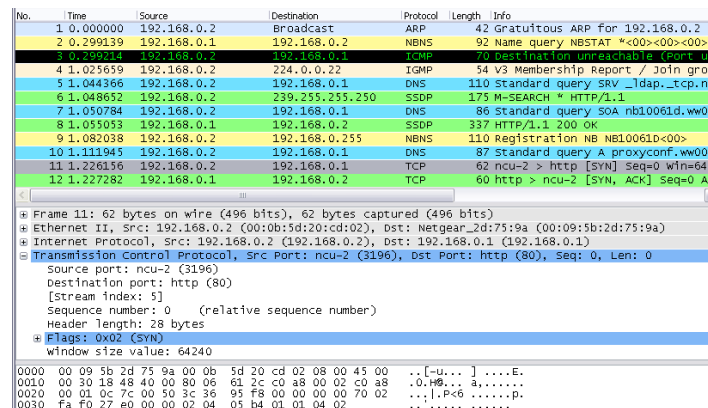 No. Time Source Destination Protocol Length Info
1 0.000000 192.168.0.2 Broadcast ARP 42 Gratuitous ARP for 192.168.0.2
2 0.299139 192.168.0.1 192.168.0.2 NBNS 92 Name query NBSTAT *<00><00><00>
3 0.299214 192.168.0.2 192.168.0.1 ICMP 70 Destination unreachable (Port u
4 1.025659 192.168.0.2 224.0.0.22 IGMP 54 V3 Membership Report / Join gro
5 1.044366 192.168.0.2 192.168.0.1 DNS 110 Standard query SRV _ldap._tcp.n
6 1.048652 192.168.0.2 239.255.255.250 SSDP 175 M-SEARCH * HTTP/1.1
7 1.050784 192.168.0.2 192.168.0.1 DNS 86 Standard query SOA nb10061d.ww0
8 1.055053 192.168.0.1 192.168.0.2 SSDP 337 HTTP/1.1 200 OK
9 1.082038 192.168.0.2 192.168.0.255 NBNS 110 Registration NB NB10061D<00>
10 1.111945 192.168.0.2 192.168.0.1 DNS 87 Standard query A proxyconf.ww00
11 1.226156 192.168.0.2 192.168.0.1 TCP 62 ncu-2 > http [SYN] Seq=0 Win=64
12 1.227282 192.168.0.1 192.168.0.2 TCP 60 http > ncu-2 [SYN, ACK] Seq=0 A
Frame 11: 62 bytes on wire (496 bits), 62 bytes captured (496 bits)
Ethernet II, Src: 192.168.0.2 (00:0b:5d:20:cd:02), Dst: Netgear_2d:75:9a (00:09:5b:2d:75:9a)
Internet Protocol, Src: 192.168.0.2 (192.168.0.2), Dst: 192.168.0.1 (192.168.0.1)
Transmission Control Protocol, Src Port: ncu-2 (3196), Dst Port: http (80), Seq: 0, Len: 0
Source port: ncu-2 (3196)
Destination port: http (80)
[Stream index: 5]
Sequence number: 0 (relative sequence number)
Header length: 28 bytes
Flags: 0x02 (SYN)
Window size value: 64240
0000 00 09 5b 2d 75 9a 00 0b 5d 20 cd 02 08 00 45 00 ..[-u... ] ....E.
0010 00 30 18 48 40 00 80 06 61 2c c0 a8 00 02 c0 a8 .0.H@... a,......
0020 00 01 0c 7c 00 50 3c 36 95 f8 00 00 00 00 70 02 ...|.P<6 ......p.
0030 fa f0 27 e0 00 00 02 04 05 b4 01 01 04 02 ..'..... ......